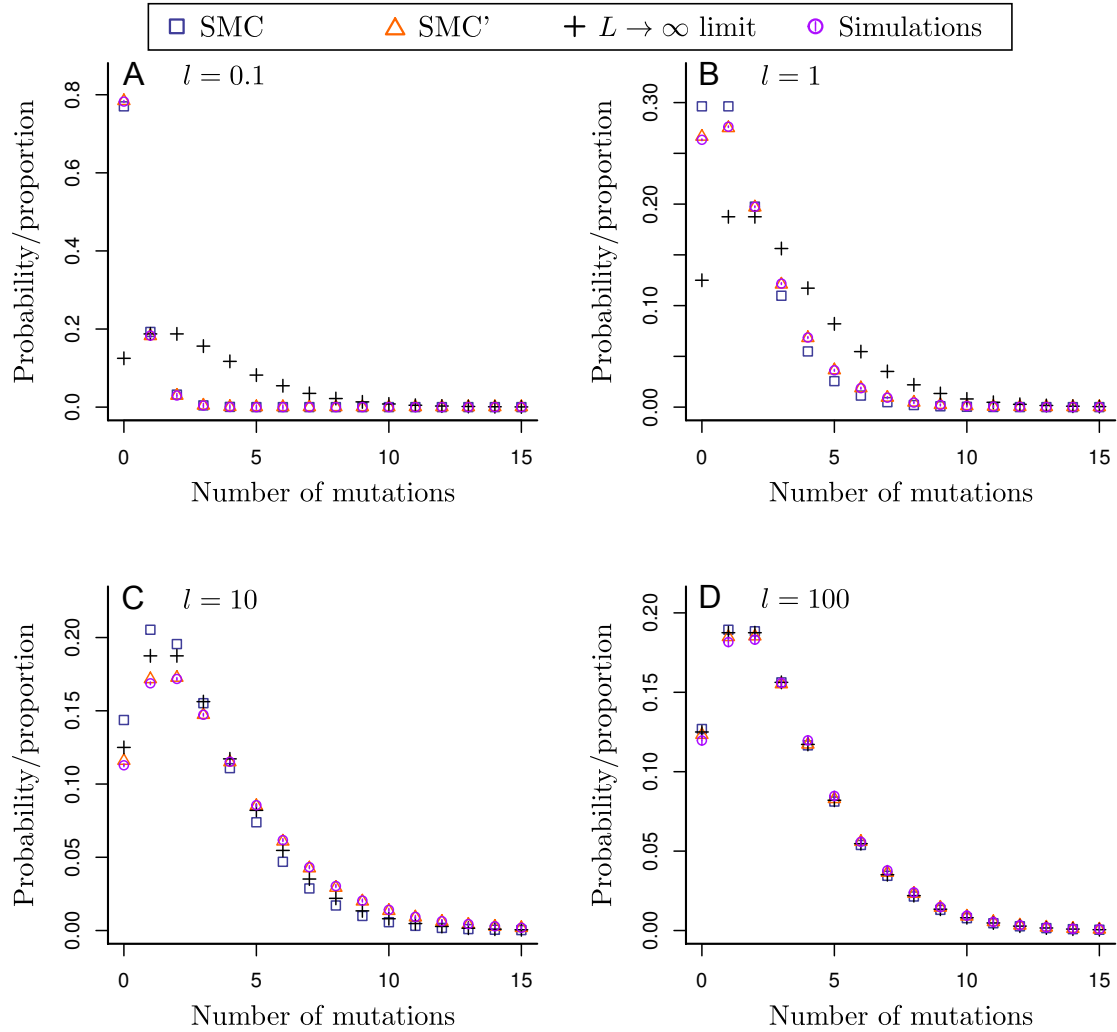 SMC SMC' L → ∞ limit Simulations
A l = 0.1
Probability/proportion
0.8
0.6
0.4
0.2
0.0
0 5 10 15
Number of mutations
B l = 1
Probability/proportion
0.30
0.20
0.10
0.00
0 5 10 15
Number of mutations
C l = 10
Probability/proportion
0.20
0.15
0.10
0.05
0.00
0 5 10 15
Number of mutations
D l = 100
Probability/proportion
0.20
0.15
0.10
0.05
0.00
0 5 10 15
Number of mutations